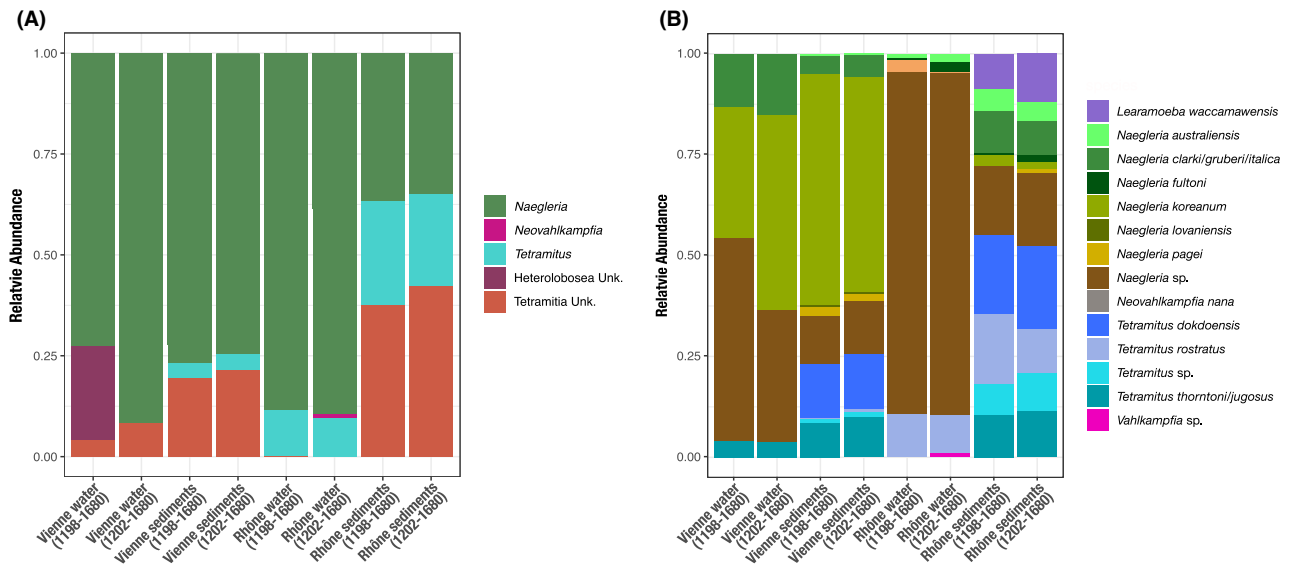 (A)
Relatvie Abundance
1.00
0.75
0.50
0.25
0.00
Vienne water
(1198-1680)
Vienne water
(1202-1680)
Vienne sediments
(1198-1680)
Vienne sediments
(1202-1680)
Rhône water
(1198-1680)
Rhône water
(1202-1680)
Rhône sediments
(1198-1680)
Rhône sediments
(1202-1680)
Naegleria
Neovahlkampfia
Tetramitus
Heterolobosea Unk.
Tetramitia Unk.
(B)
Relatvie Abundance
1.00
0.75
0.50
0.25
0.00
Vienne water
(1198-1680)
Vienne water
(1202-1680)
Vienne sediments
(1198-1680)
Vienne sediments
(1202-1680)
Rhône water
(1198-1680)
Rhône water
(1202-1680)
Rhône sediments
(1198-1680)
Rhône sediments
(1202-1680)
Learamoeba waccamawensis
Naegleria australiensis
Naegleria clarki/gruberi/italica
Naegleria fultoni
Naegleria koreanum
Naegleria lovaniensis
Naegleria pagei
Naegleria sp.
Neovahlkampfia nana
Tetramitus dokdoensis
Tetramitus rostratus
Tetramitus sp.
Tetramitus thorntoni/jugosus
Vahlkampfia sp.